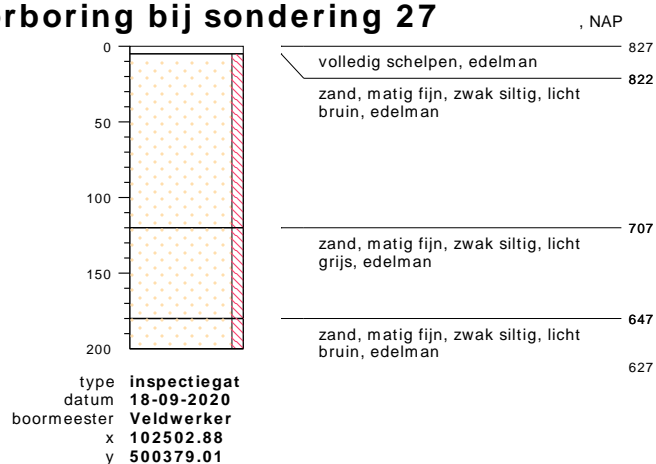 rboring bij sondering 27
, NAP
0
827
volledig schelpen, edelman
822
zand, matig fijn, zwak siltig, licht
bruin, edelman
50
100
707
zand, matig fijn, zwak siltig, licht
grijs, edelman
150
647
zand, matig fijn, zwak siltig, licht
bruin, edelman
200
627
type inspectiegat
datum 18-09-2020
boormeester Veldwerker
x 102502.88
y 500379.01